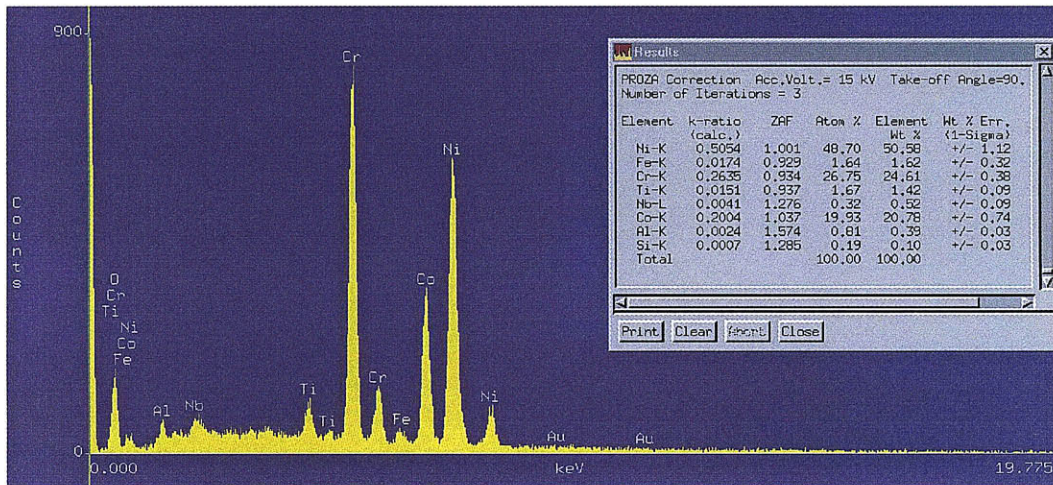 900
Cr
Results
PROZA Correction Acc.Volt.= 15 kV Take-off Angle=90.
Number of Iterations = 3
Element k-ratio ZAF Atom % Element Wt % Err.
(calc.) Wt % (1-Sigma)
Ni-K 0.5054 1.001 48.70 50.58 +/- 1.12
Fe-K 0.0174 0.929 1.64 1.62 +/- 0.32
Cr-K 0.2635 0.934 26.75 24.61 +/- 0.38
Ti-K 0.0151 0.937 1.67 1.42 +/- 0.09
Nb-L 0.0041 1.276 0.32 0.52 +/- 0.09
Co-K 0.2004 1.037 19.93 20.78 +/- 0.74
Al-K 0.0024 1.574 0.81 0.39 +/- 0.03
Si-K 0.0007 1.285 0.19 0.10 +/- 0.03
Total 100.00 100.00
Print Clear Abort Close
Ni
Counts
O
Cr
Ti
Ni
Co
Fe
Co
Al
Nb
Ti
Ti
Cr
Fe
Ni
Au
Au
0
0.000
keV
19.775